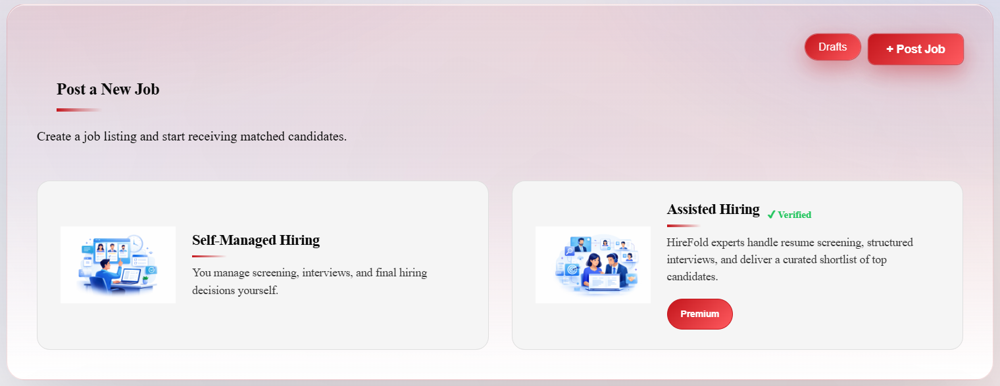 Drafts
+ Post Job
Post a New Job
Create a job listing and start receiving matched candidates.
Self-Managed Hiring
You manage screening, interviews, and final hiring
decisions yourself.
Assisted Hiring ✓ Verified
HireFold experts handle resume screening, structured
interviews, and deliver a curated shortlist of top
candidates.
Premium